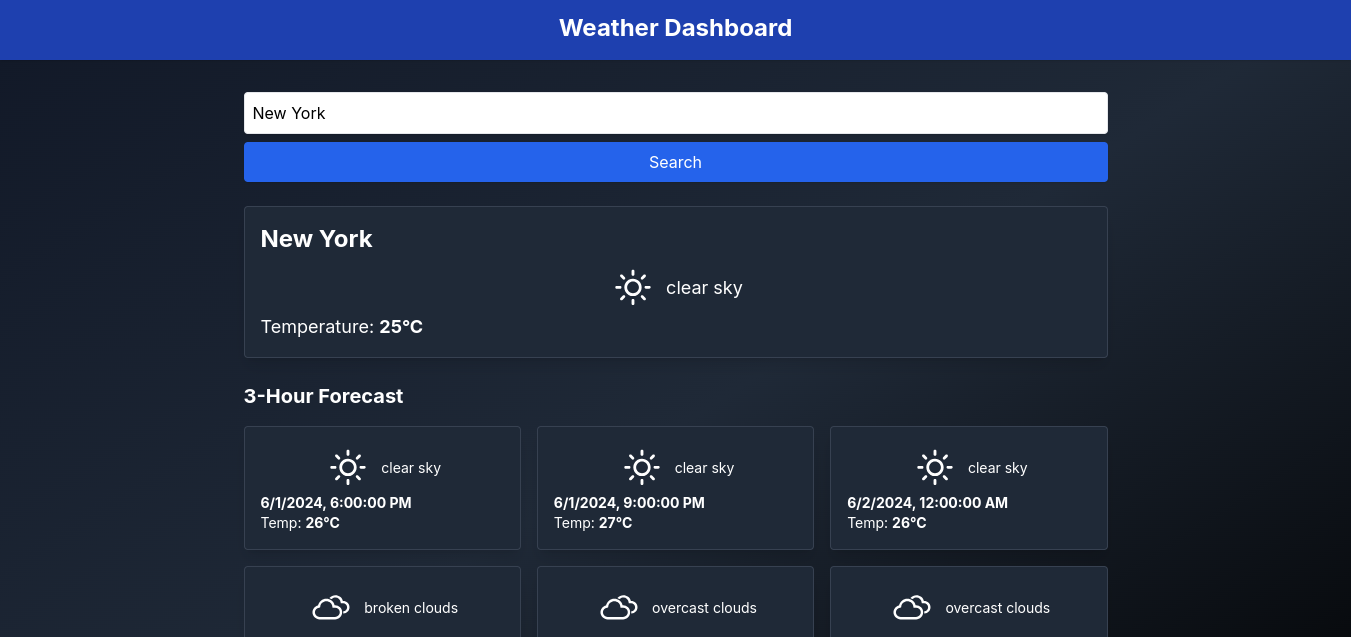 Weather Dashboard
New York
Search
New York
clear sky
Temperature: 25°C
3-Hour Forecast
clear sky
6/1/2024, 6:00:00 PM
Temp: 26°C
clear sky
6/1/2024, 9:00:00 PM
Temp: 27°C
clear sky
6/2/2024, 12:00:00 AM
Temp: 26°C
broken clouds
overcast clouds
overcast clouds